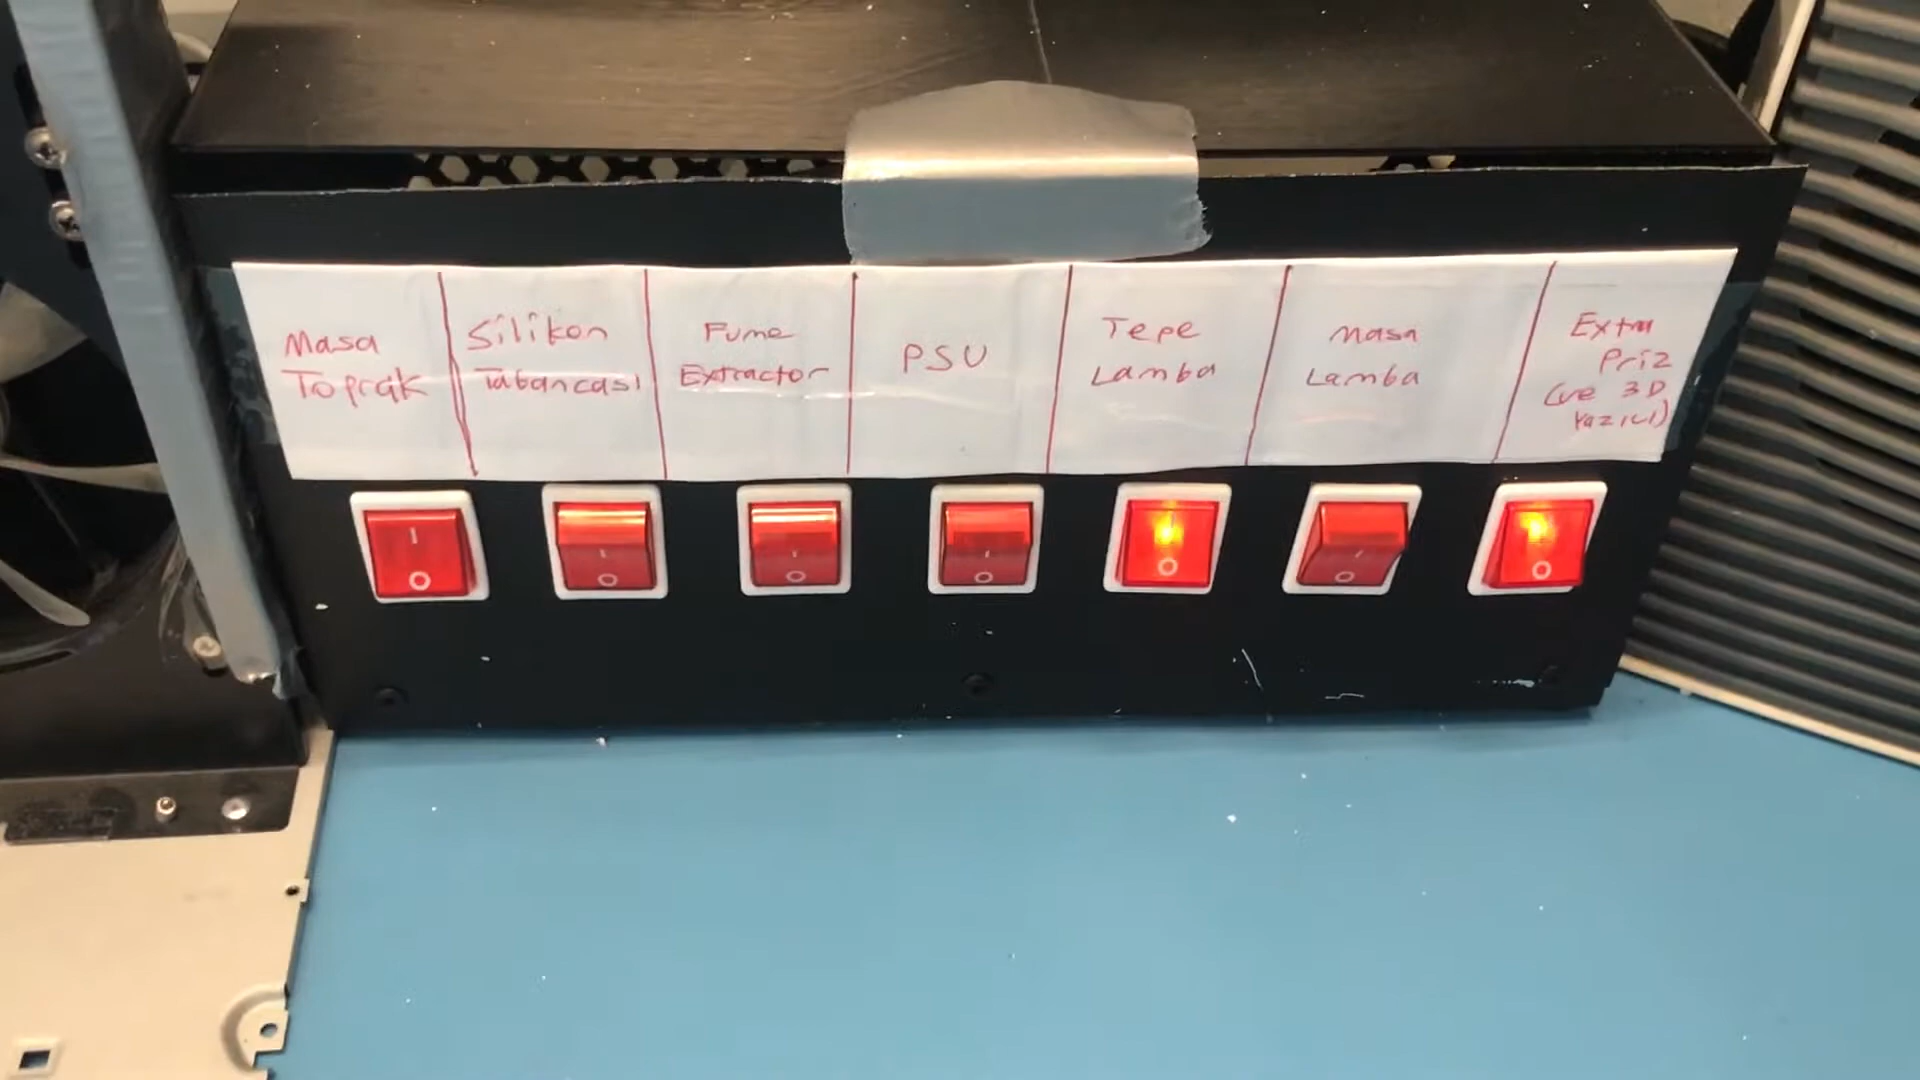 Masa
Toprak
Silikon
Tabancası
Fume
Extractor
PSU
Tepe
Lamba
Masa
Lamba
Extra
Priz
(ve 3D
Yazıcı)